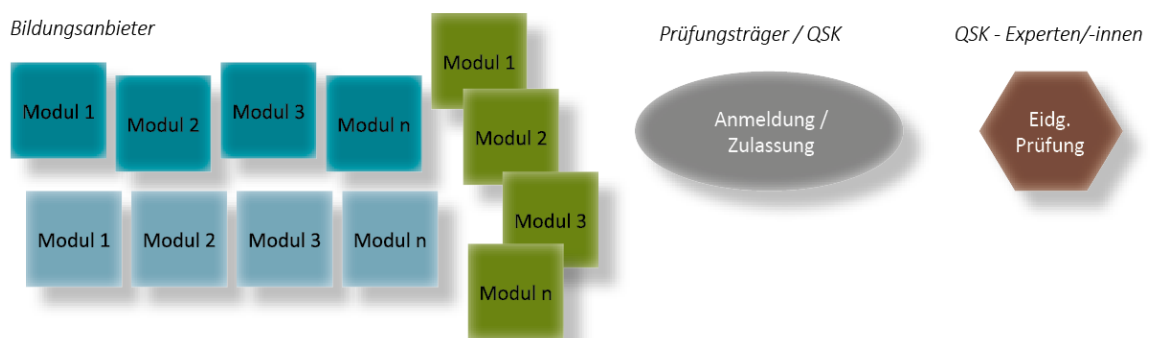 Bildungsanbieter
Prüfungsträger / QSK
QSK - Experten/-innen
Modul 1
Modul 2
Modul 3
Modul n
Modul 1
Modul 2
Modul 3
Modul n
Modul 1
Modul 2
Modul 3
Modul n
Anmeldung /
Zulassung
Eidg.
Prüfung